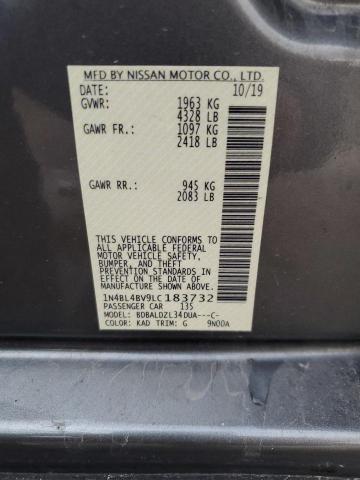 MFD BY NISSAN MOTOR CO., LTD.
DATE: 10/19
GVWR: 1963 KG
4328 LB
GAWR FR.: 1097 KG
2418 LB
GAWR RR.: 945 KG
2083 LB
THIS VEHICLE CONFORMS TO
ALL APPLICABLE FEDERAL
MOTOR VEHICLE SAFETY,
BUMPER, AND THEFT
PREVENTION STANDARDS
IN EFFECT ON THE DATE OF
MANUFACTURE SHOWN ABOVE.
1N4BL4BV9LC183732
PASSENGER CAR 135
MODEL: BDBALDZL34DUA---C-
COLOR: KAD TRIM: G 9N00A